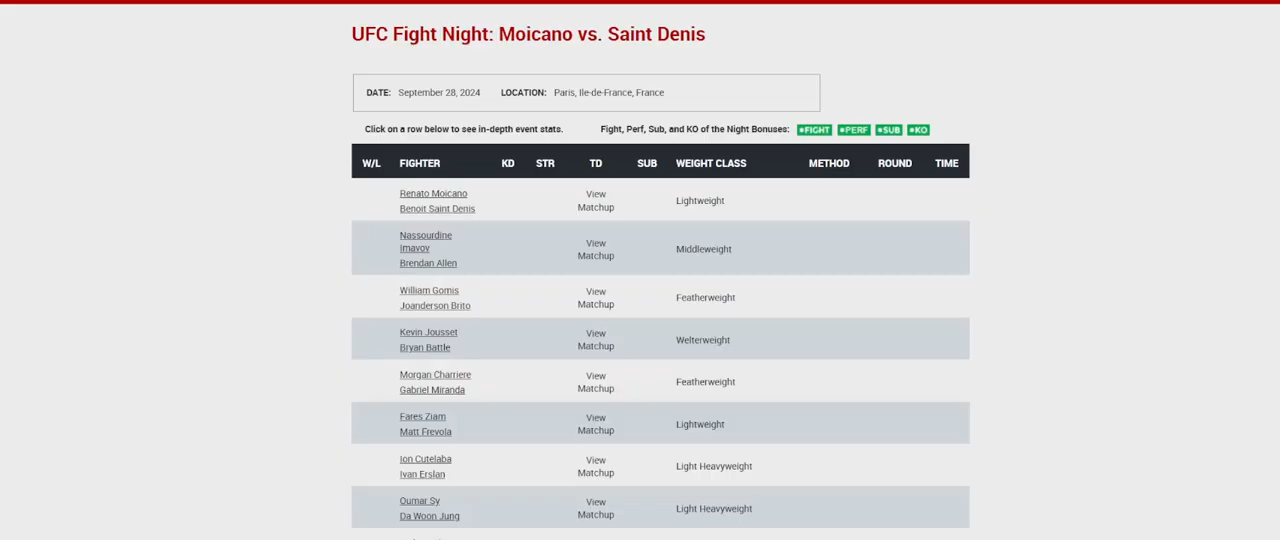 UFC Fight Night: Moicano vs. Saint Denis
DATE: September 28, 2024 LOCATION: Paris, Ile-de-France, France
Click on a row below to see in-depth event stats. Fight, Perf, Sub, and KO of the Night Bonuses: FIGHT PERF SUB KO
W/L FIGHTER KD STR TD SUB WEIGHT CLASS METHOD ROUND TIME
Renato Moicano
Benoit Saint Denis
View
Matchup
Lightweight
Nassourdine
Imavov
Brendan Allen
View
Matchup
Middleweight
William Gomis
Joanderson Brito
View
Matchup
Featherweight
Kevin Jousset
Bryan Battle
View
Matchup
Welterweight
Morgan Charriere
Gabriel Miranda
View
Matchup
Featherweight
Fares Ziam
Matt Frevola
View
Matchup
Lightweight
Ion Cutelaba
Ivan Erslan
View
Matchup
Light Heavyweight
Oumar Sy
Da Woon Jung
View
Matchup
Light Heavyweight